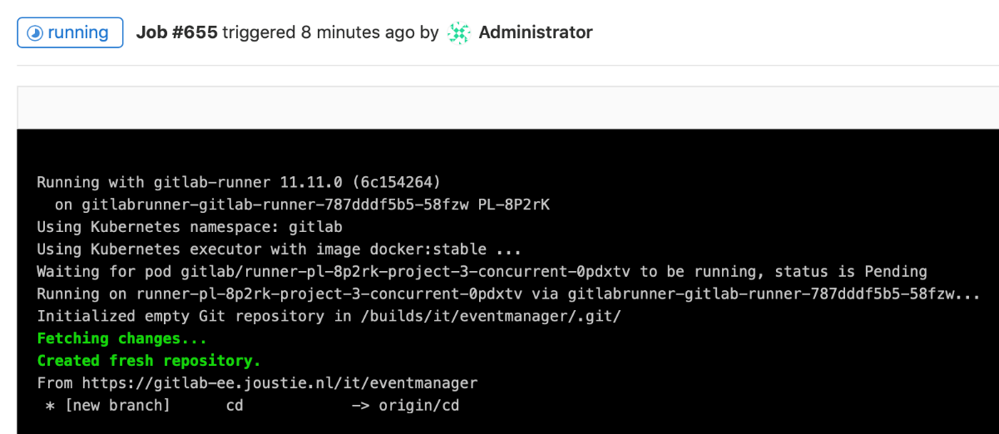 running Job #655 triggered 8 minutes ago by Administrator
Running with gitlab-runner 11.11.0 (6c154264)
on gitlabrunner-gitlab-runner-787dddf5b5-58fzw PL-8P2rK
Using Kubernetes namespace: gitlab
Using Kubernetes executor with image docker:stable ...
Waiting for pod gitlab/runner-pl-8p2rk-project-3-concurrent-0pdxtv to be running, status is Pending
Running on runner-pl-8p2rk-project-3-concurrent-0pdxtv via gitlabrunner-gitlab-runner-787dddf5b5-58fzw...
Initialized empty Git repository in /builds/it/eventmanager/.git/
Fetching changes...
Created fresh repository.
From https://gitlab-ee.joustie.nl/it/eventmanager
* [new branch]      cd              -> origin/cd